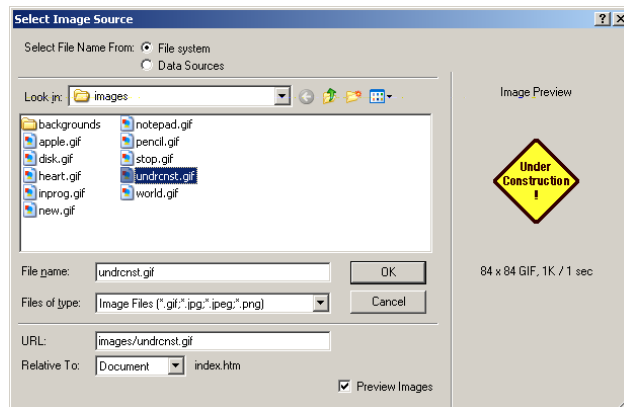 Select Image Source
Select File Name From: File system
Data Sources
Look in: images
Image Preview
backgrounds notepad.gif
apple.gif pencil.gif
disk.gif stop.gif
heart.gif undrcnst.gif
inprog.gif world.gif
new.gif
Under
Construction
!
File name: undrcnst.gif OK
84 x 84 GIF, 1K / 1 sec
Files of type: Image Files (*.gif;*.jpg;*.jpeg;*.png) Cancel
URL: images/undrcnst.gif
Relative To: Document index.htm
Preview Images